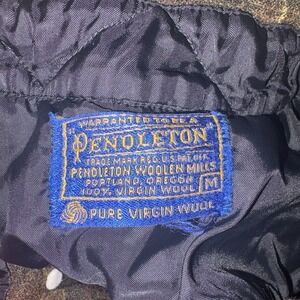 WARRANTED TO BE A
"PENDLETON"
TRADE MARK REG. U.S. PAT. OFF.
PENDLETON WOOLEN MILLS
PORTLAND, OREGON
100% VIRGIN WOOL M
PURE VIRGIN WOOL